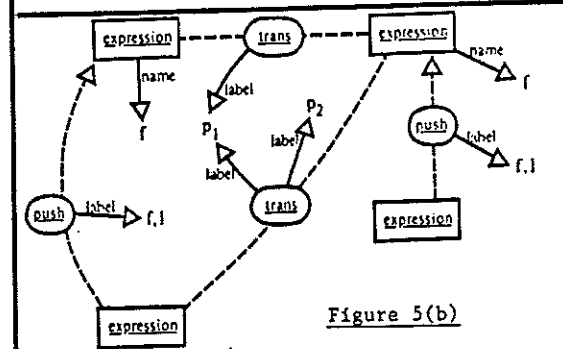 expression
trans
expression
name
label
name
f
p₁
p₂
f
label
label
label
push
label
f,1
trans
push
label
f,1
expression
expression
Figure 5(b)